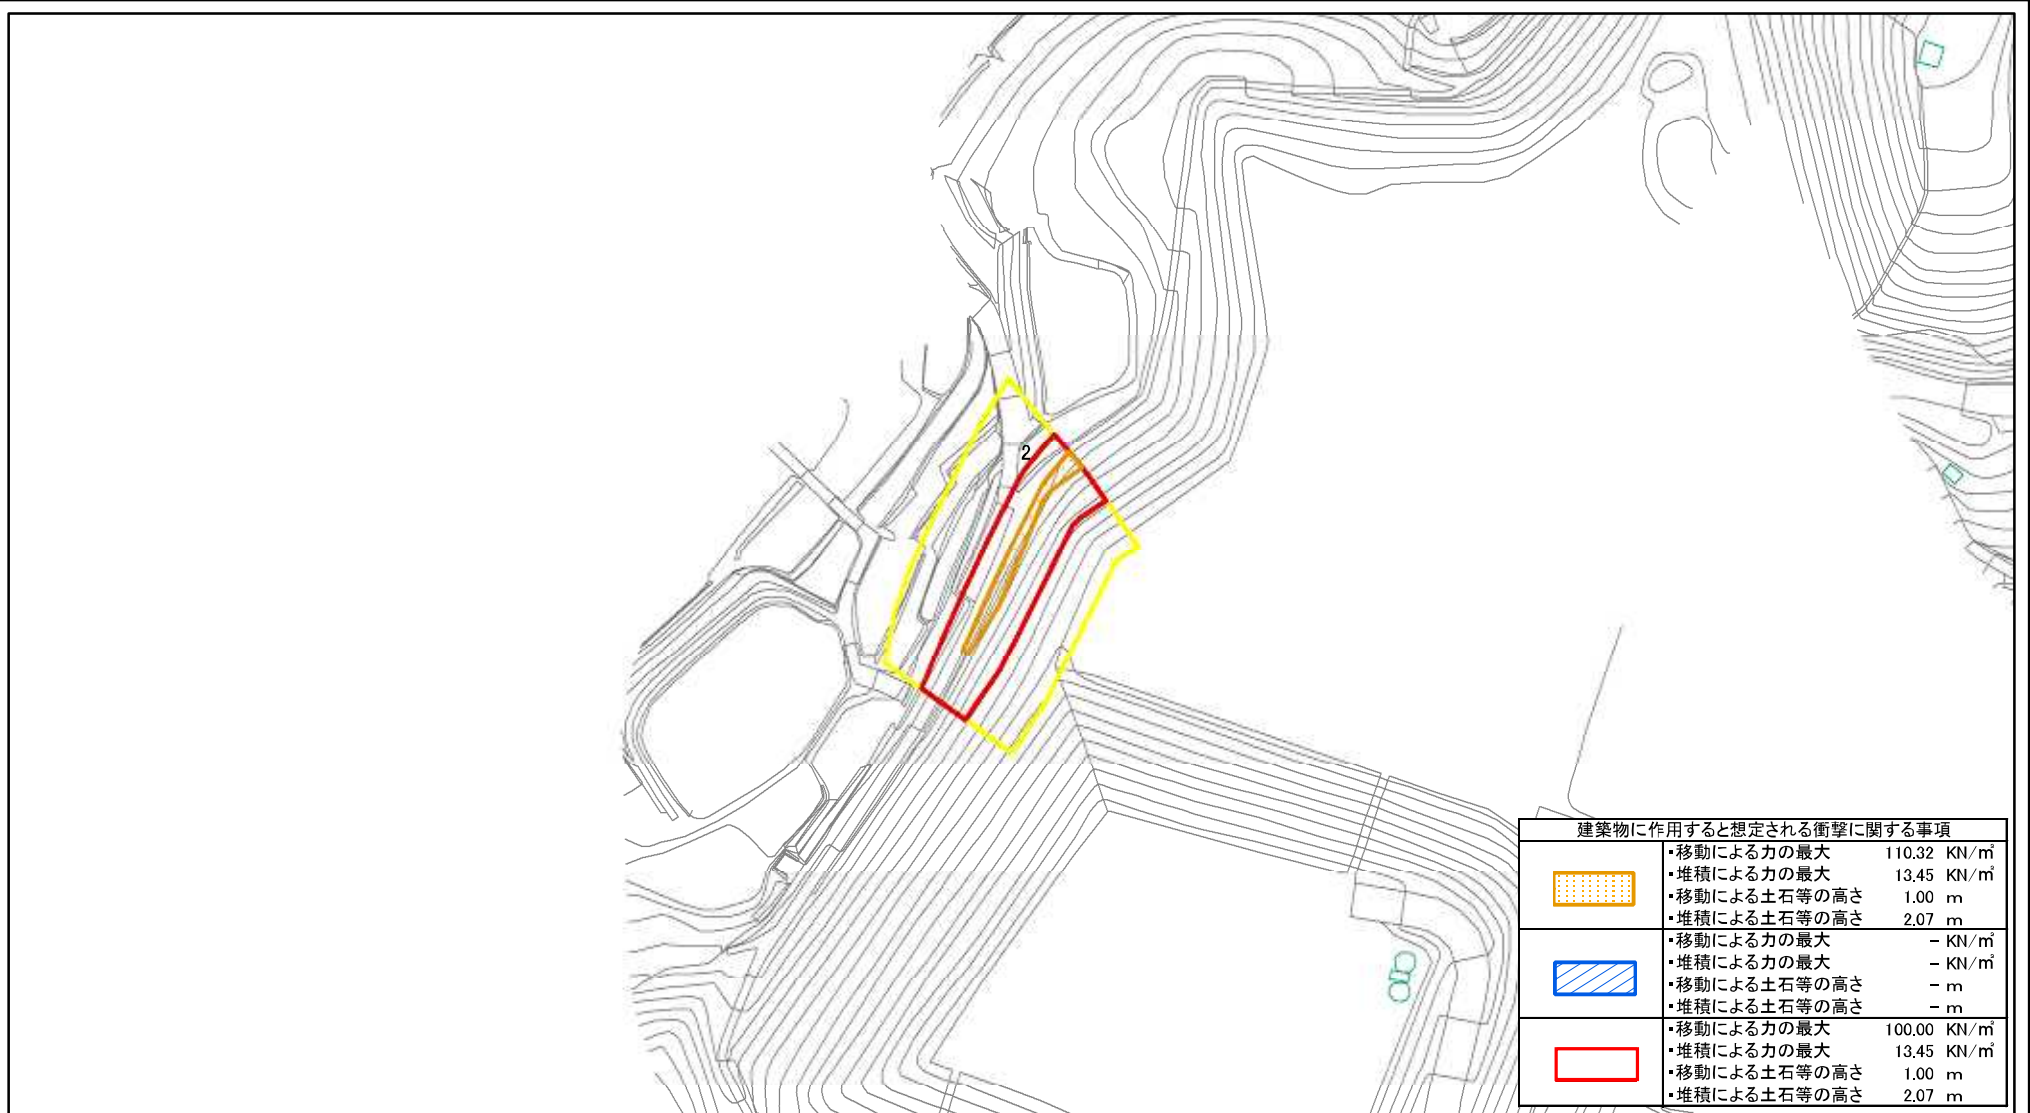 2
建築物に作用すると想定される衝撃に関する事項
・移動による力の最大 110.32 KN/㎡
・堆積による力の最大 13.45 KN/㎡
・移動による土石等の高さ 1.00 m
・堆積による土石等の高さ 2.07 m
・移動による力の最大 - KN/㎡
・堆積による力の最大 - KN/㎡
・移動による土石等の高さ - m
・堆積による土石等の高さ - m
・移動による力の最大 100.00 KN/㎡
・堆積による力の最大 13.45 KN/㎡
・移動による土石等の高さ 1.00 m
・堆積による土石等の高さ 2.07 m